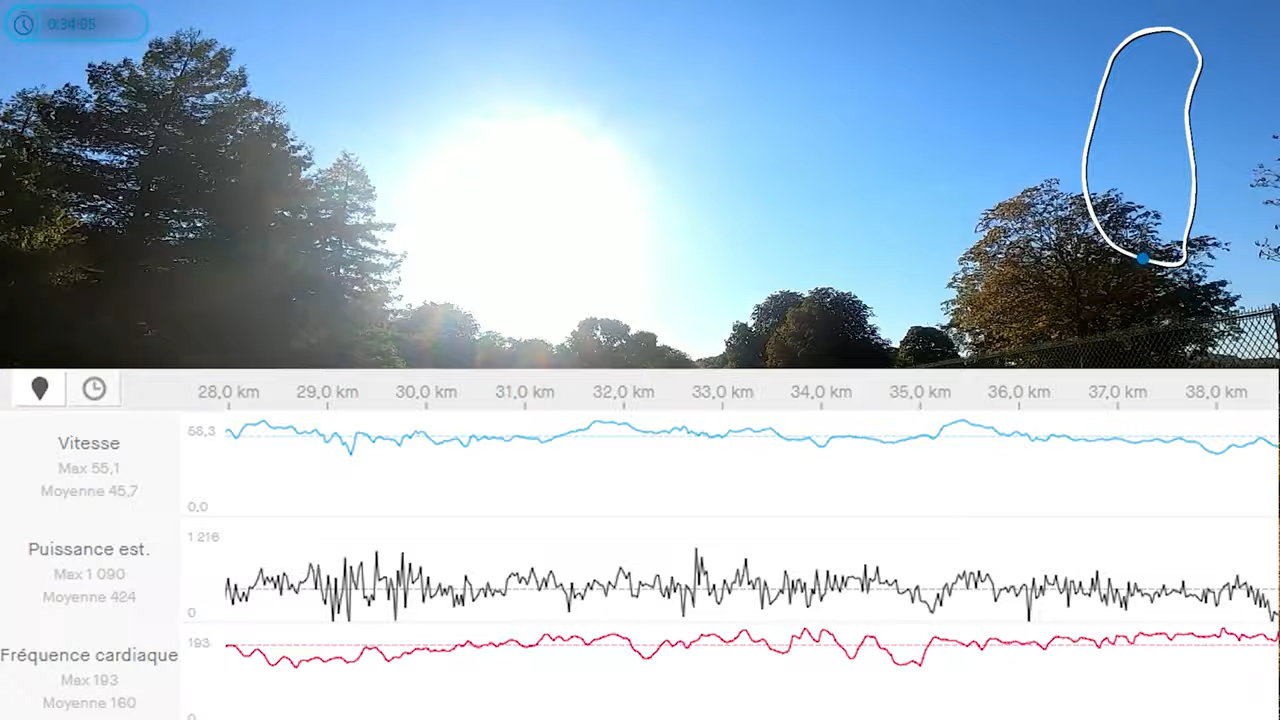 0:34:05
28,0 km 29,0 km 30,0 km 31,0 km 32,0 km 33,0 km 34,0 km 35,0 km 36,0 km 37,0 km 38,0 km
Vitesse
Max 55,1
Moyenne 45,7
58,3
0,0
Puissance est.
Max 1 090
Moyenne 424
1 216
0
Fréquence cardiaque
Max 193
Moyenne 160
193
0